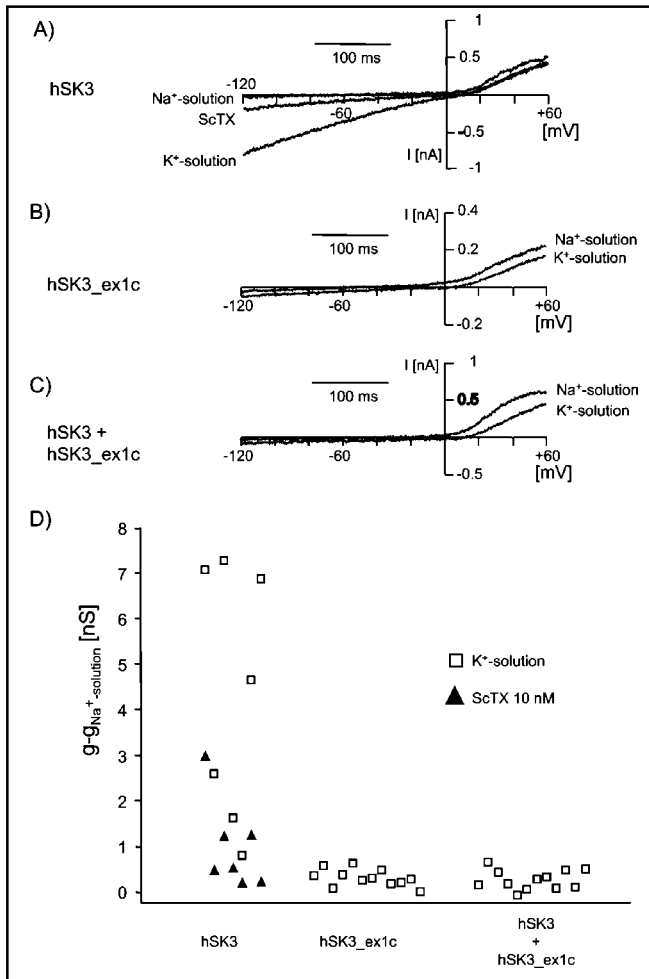 A)
hSK3
100 ms
1
0.5
-120
-60
+60
[mV]
-0.5
-1
I [nA]
Na⁺-solution
ScTX
K⁺-solution
B)
hSK3_ex1c
100 ms
I [nA]
0.4
0.2
Na⁺-solution
K⁺-solution
-120
-60
+60
[mV]
-0.2
C)
hSK3 +
hSK3_ex1c
100 ms
I [nA]
1
0.5
Na⁺-solution
K⁺-solution
-120
-60
+60
[mV]
-0.5
D)
g-gNa⁺-solution [nS]
8
7
6
5
4
3
2
1
0
K⁺-solution
ScTX 10 nM
hSK3
hSK3_ex1c
hSK3
+
hSK3_ex1c